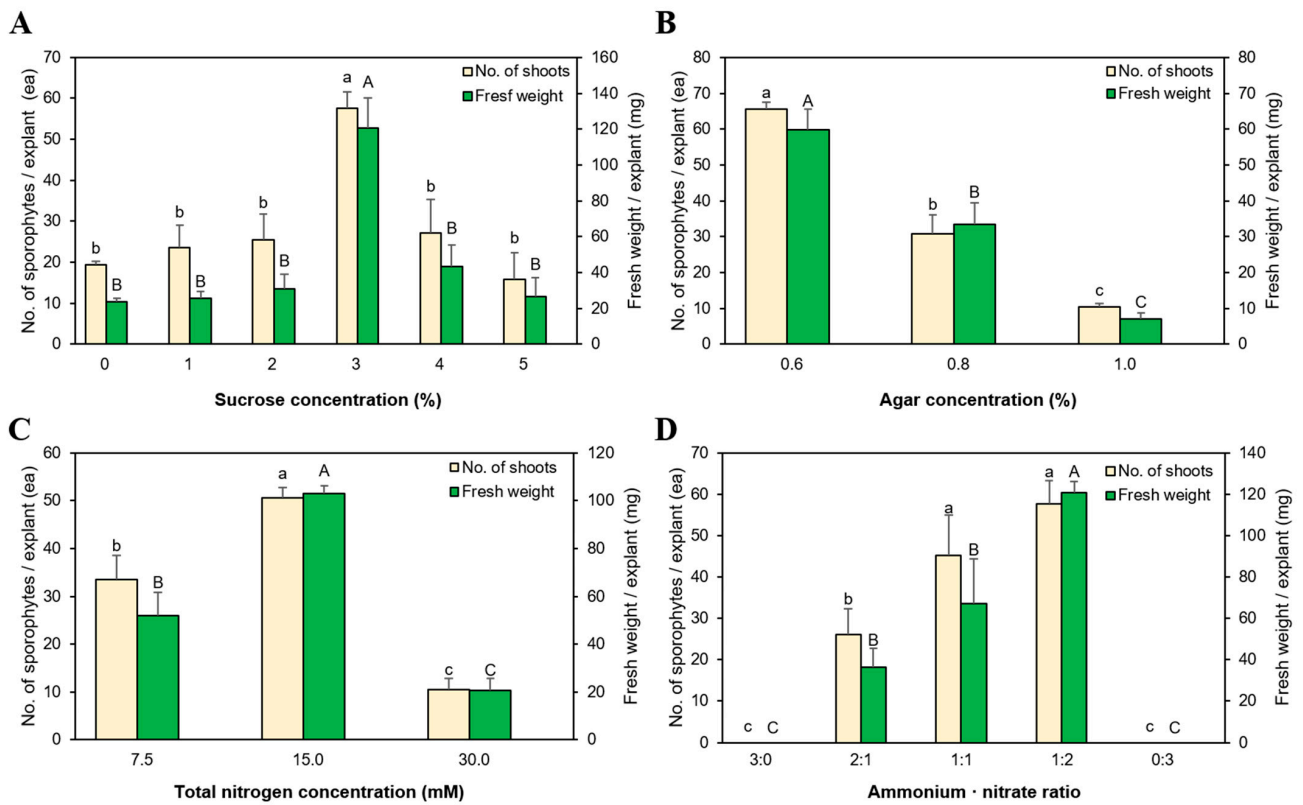 A
No. of sporophytes / explant (ea)
70
60
50
40
30
20
10
0
160
140
120
100
80
60
40
20
0
Fresh weight / explant (mg)
No. of shoots
Fresf weight
b B b B b B a A b B b B
0 1 2 3 4 5
Sucrose concentration (%)
B
No. of sporophytes / explant (ea)
80
70
60
50
40
30
20
10
0
80
70
60
50
40
30
20
10
0
Fresh weight / explant (mg)
No. of shoots
Fresh weight
a A b B c C
0.6 0.8 1.0
Agar concentration (%)
C
No. of sporophytes / explant (ea)
60
50
40
30
20
10
0
120
100
80
60
40
20
0
Fresh weight / explant (mg)
No. of shoots
Fresh weight
b B a A c C
7.5 15.0 30.0
Total nitrogen concentration (mM)
D
No. of sporophytes / explant (ea)
70
60
50
40
30
20
10
0
140
120
100
80
60
40
20
0
Fresh weight / explant (mg)
No. of shoots
Fresh weight
c C b B a B a A c C
3:0 2:1 1:1 1:2 0:3
Ammonium · nitrate ratio